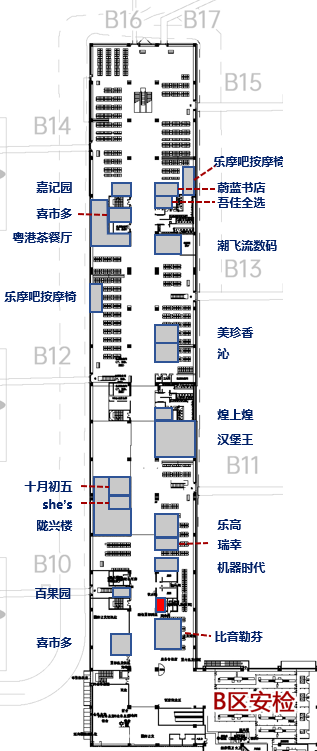 B16 B17
B15
B14
乐摩吧按摩椅
嘉记园 蔚蓝书店
喜市多 吾佳全选
粤港茶餐厅 潮飞流数码
B13
乐摩吧按摩椅
美珍香
B12 沁
煌上煌
汉堡王
B11
十月初五
she's
陇兴楼 乐高
瑞幸
B10 机器时代
百果园
喜市多 比音勒芬
B区安检